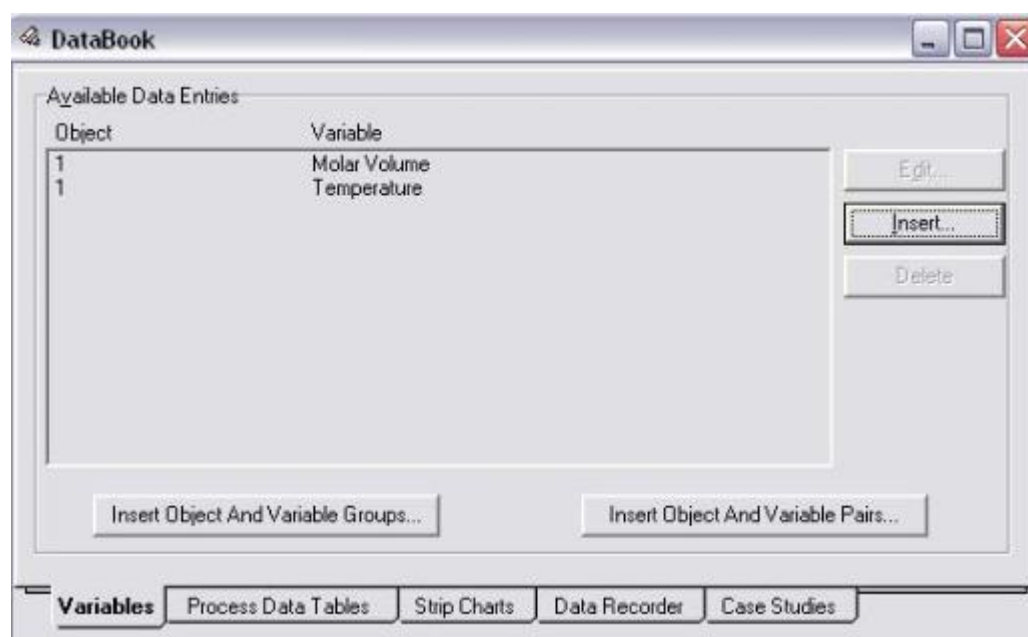 DataBook
Available Data Entries
Object Variable
1 Molar Volume
1 Temperature
Edit...
Insert...
Delete
Insert Object And Variable Groups... Insert Object And Variable Pairs...
Variables Process Data Tables Strip Charts Data Recorder Case Studies